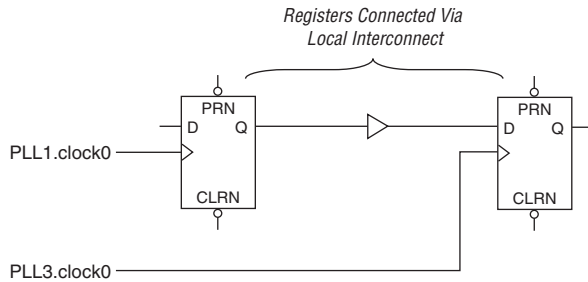 Registers Connected Via
Local Interconnect
PRN
D Q
CLRN
PRN
D Q
CLRN
PLL1.clock0
PLL3.clock0